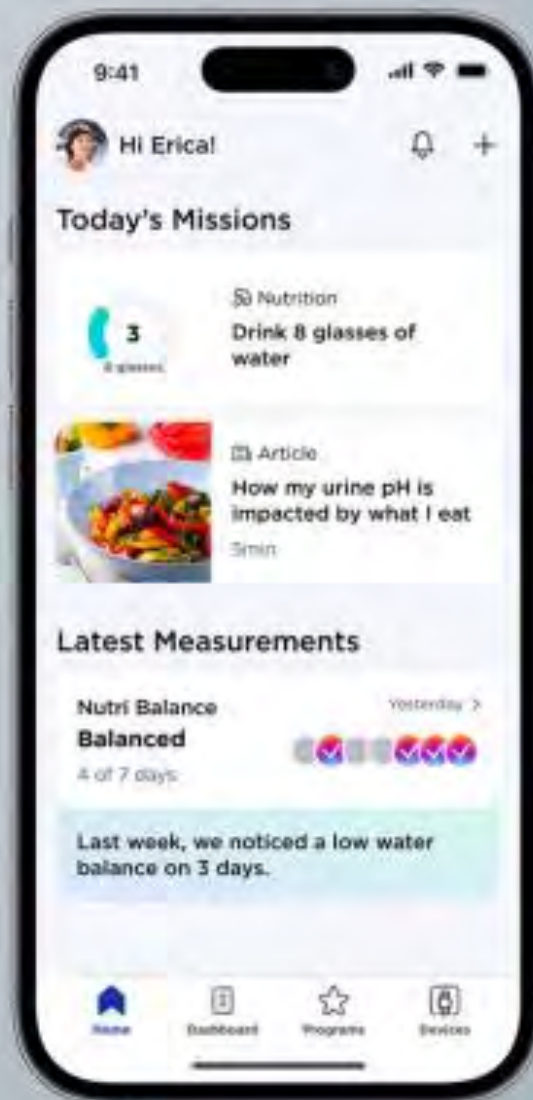 9:41
Hi Erica!
Today's Missions
Nutrition
3
Drink 8 glasses of
water
8 glasses
Article
How my urine pH is
impacted by what I eat
5min
Latest Measurements
Nutri Balance
Yesterday >
Balanced
4 of 7 days
Last week, we noticed a low water
balance on 3 days.
Home
Dashboard
Programs
Devices